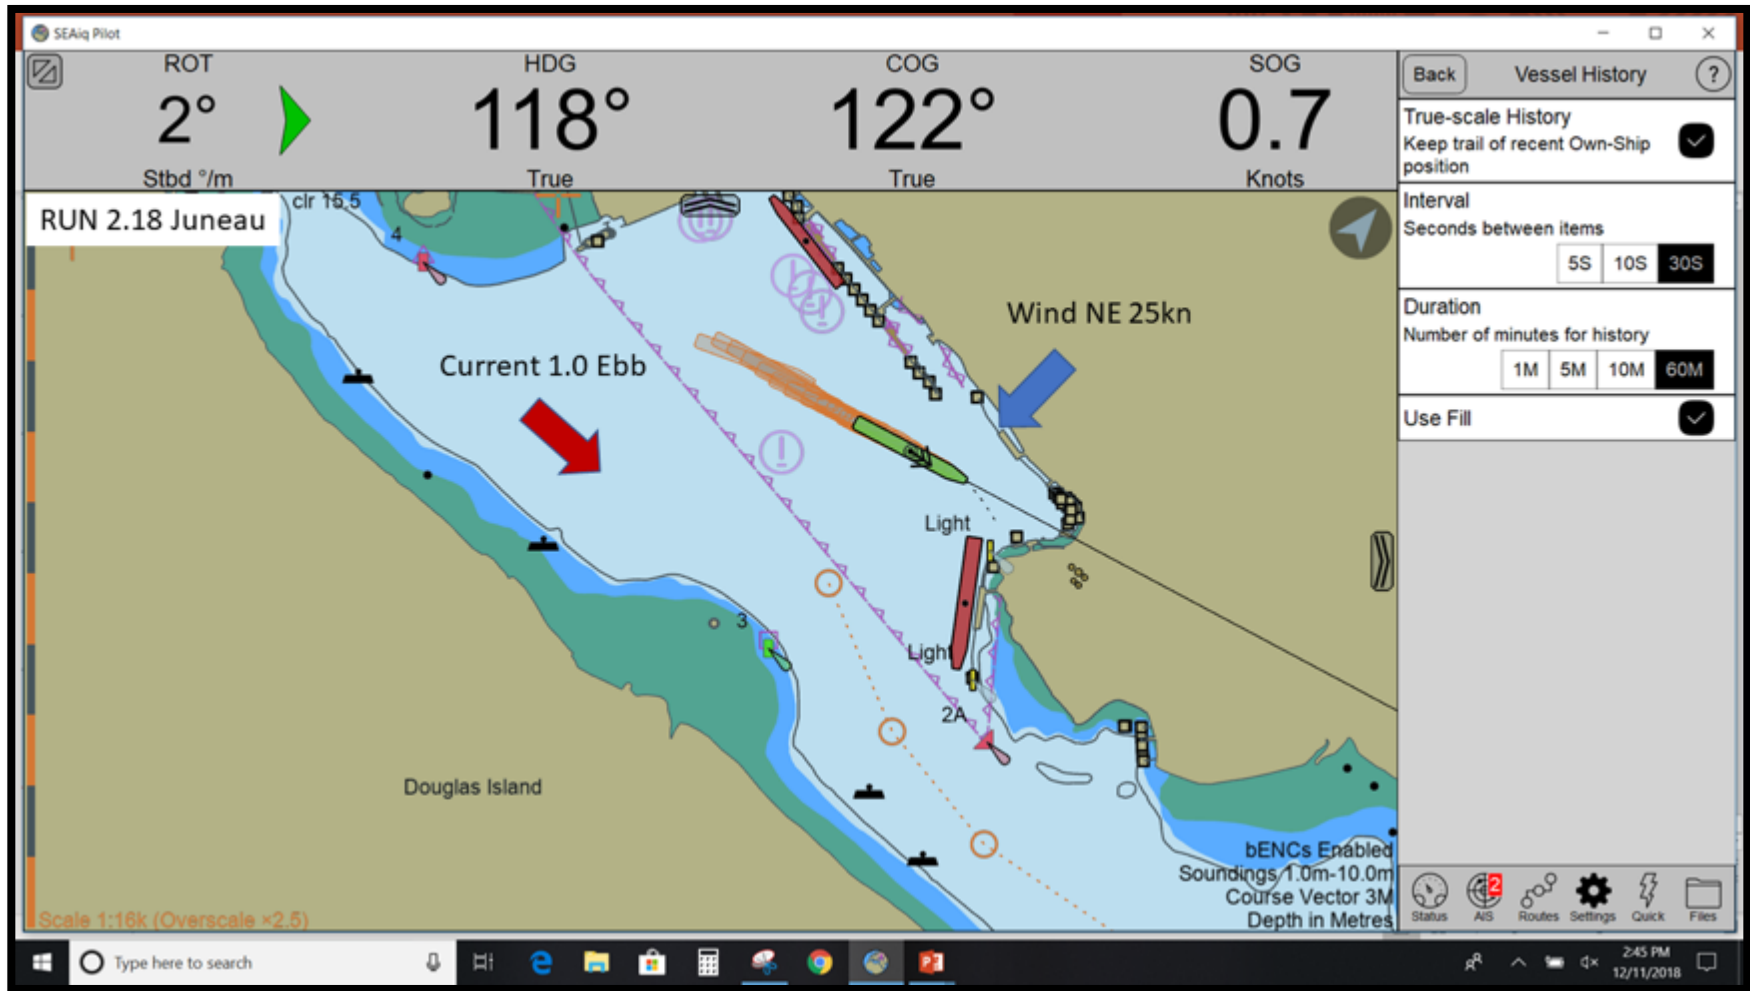 SEAiq Pilot
ROT
HDG
COG
SOG
2°
118°
122°
0.7
Stbd °/m
True
True
Knots
Back
Vessel History
?
True-scale History
Keep trail of recent Own-Ship
position
Interval
Seconds between items
5S 10S 30S
Duration
Number of minutes for history
1M 5M 10M 60M
Use Fill
RUN 2.18 Juneau
clr 15.5
4
Wind NE 25kn
Current 1.0 Ebb
Light
3
Light
2A
Douglas Island
bENCs Enabled
Soundings 1.0m-10.0m
Course Vector 3M
Depth in Metres
Scale 1:16k (Overscale ×2.5)
2
Status AIS Routes Settings Quick Files
Type here to search
2:45 PM
12/11/2018